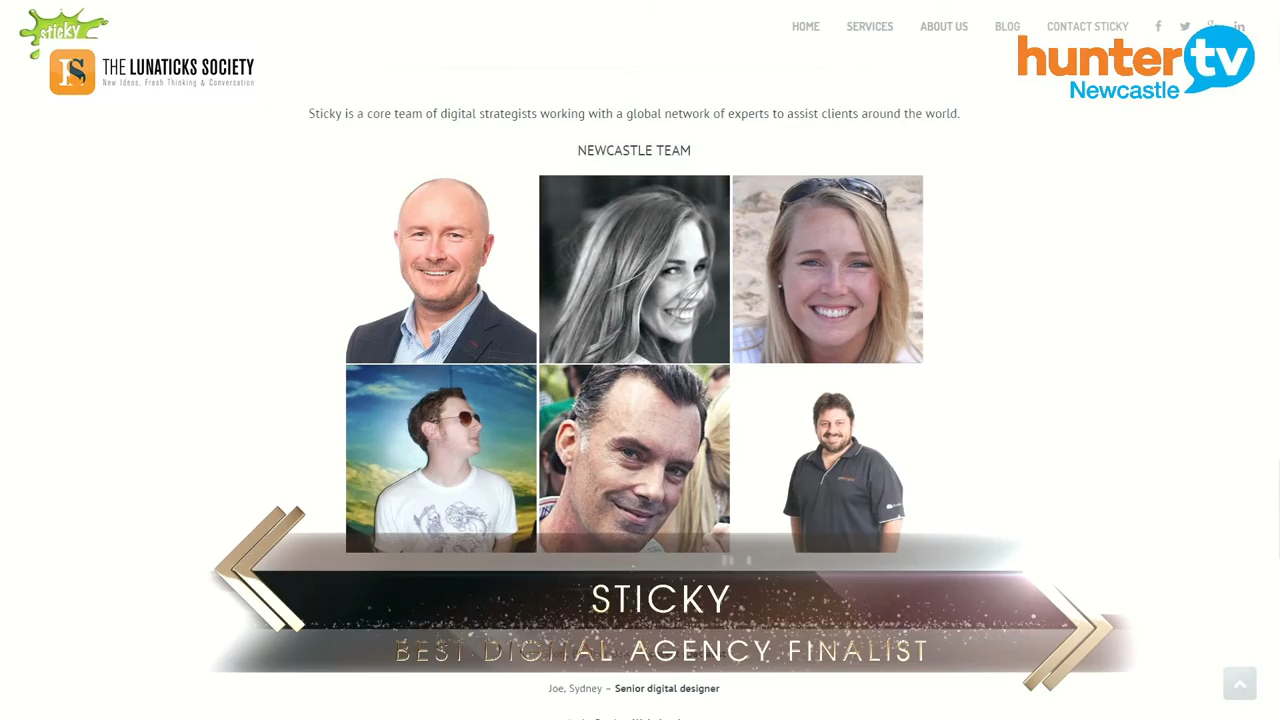 sticky
HOME SERVICES ABOUT US BLOG CONTACT STICKY
THE LUNATICKS SOCIETY
New Ideas, Fresh Thinking & Conversation
hunter tv
Newcastle
Sticky is a core team of digital strategists working with a global network of experts to assist clients around the world.
NEWCASTLE TEAM
STICKY
BEST DIGITAL AGENCY FINALIST
Joe, Sydney – Senior digital designer